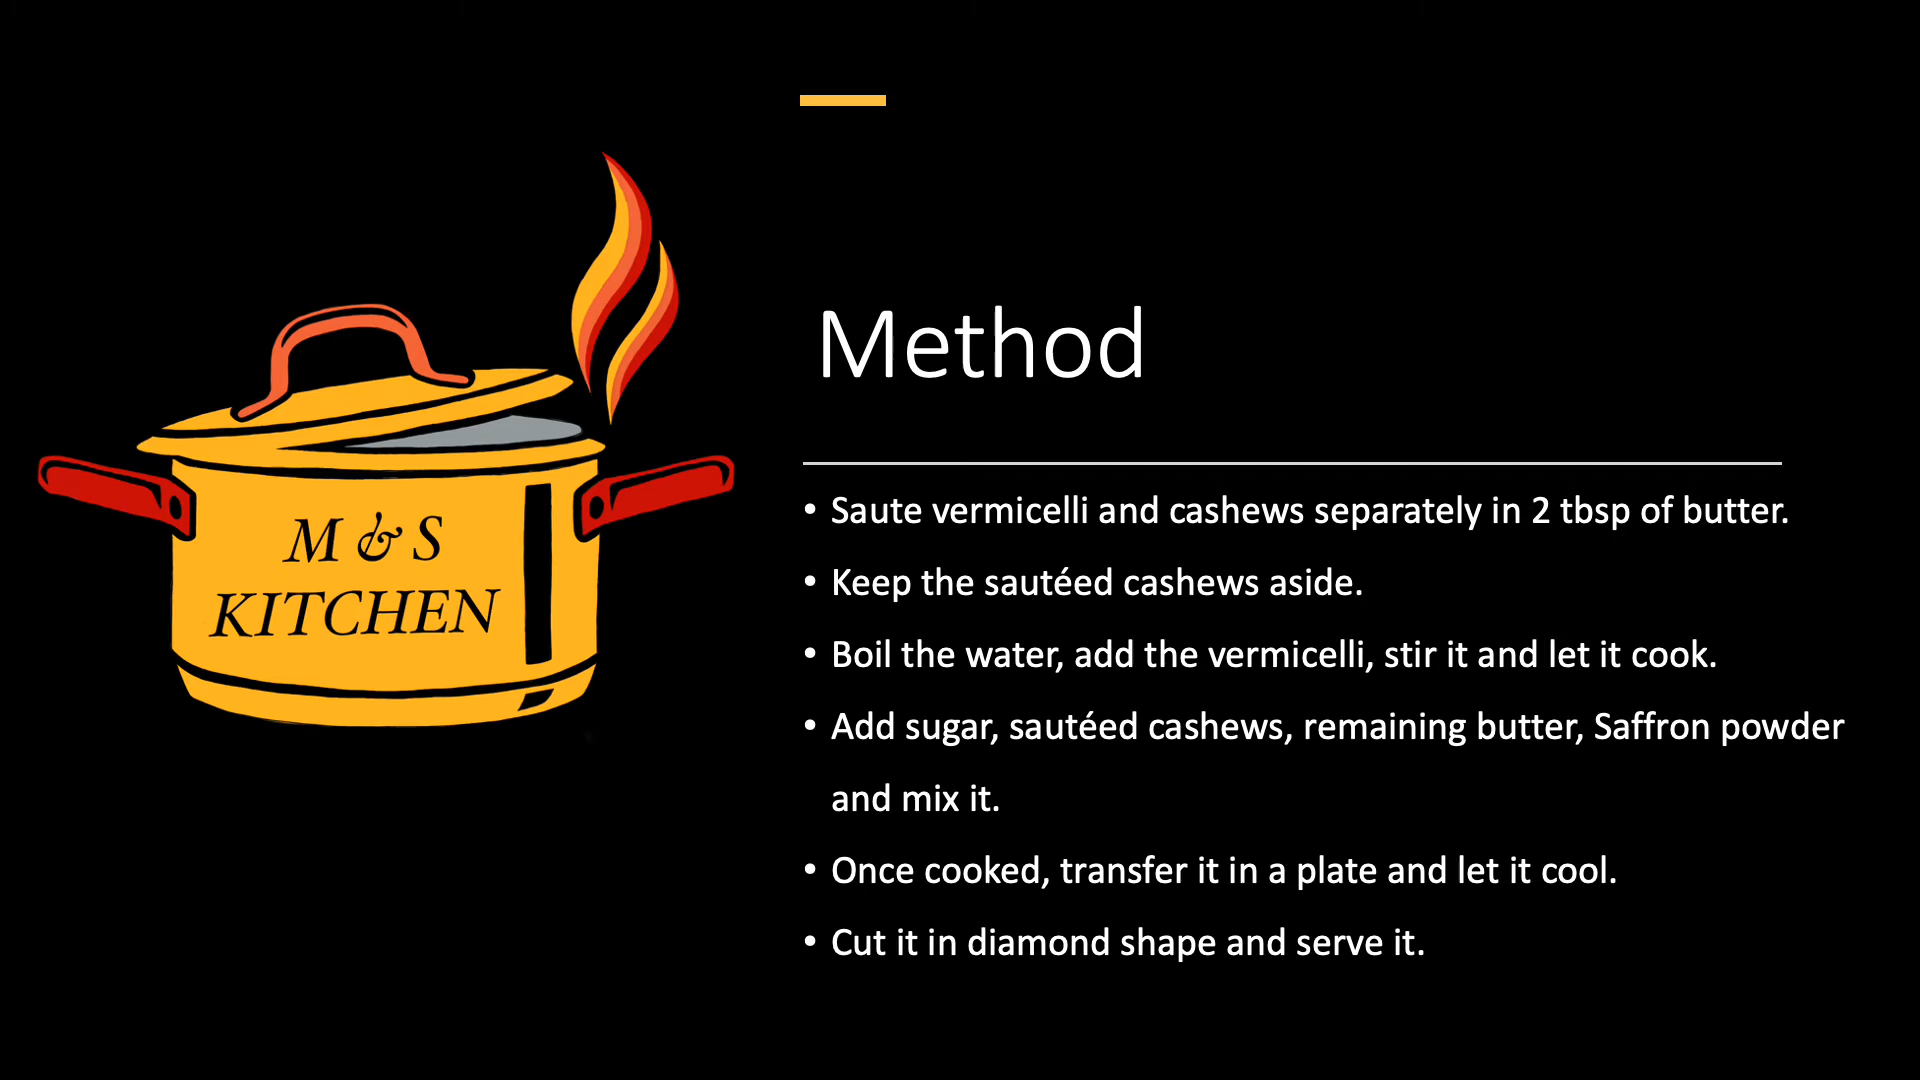 M & S
KITCHEN
Method
• Saute vermicelli and cashews separately in 2 tbsp of butter.
• Keep the sautéed cashews aside.
• Boil the water, add the vermicelli, stir it and let it cook.
• Add sugar, sautéed cashews, remaining butter, Saffron powder
and mix it.
• Once cooked, transfer it in a plate and let it cool.
• Cut it in diamond shape and serve it.